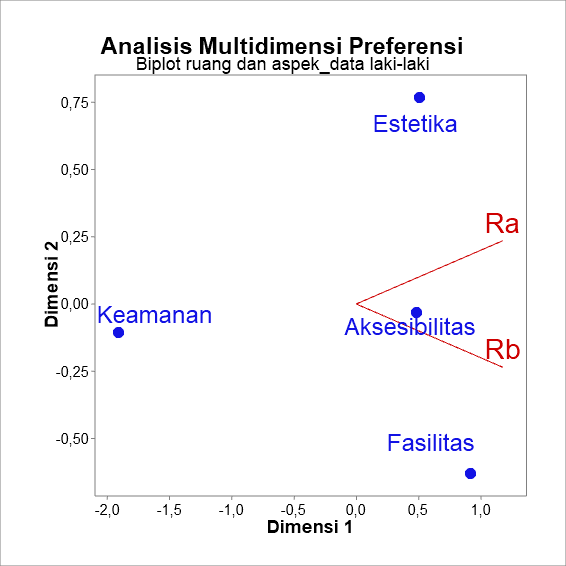 Analisis Multidimensi Preferensi
Biplot ruang dan aspek_data laki-laki
0,75
Estetika
0,50
Ra
0,25
Dimensi 2
0,00
Keamanan
Aksesibilitas
Rb
-0,25
Fasilitas
-0,50
-2,0 -1,5 -1,0 -0,5 0,0 0,5 1,0
Dimensi 1